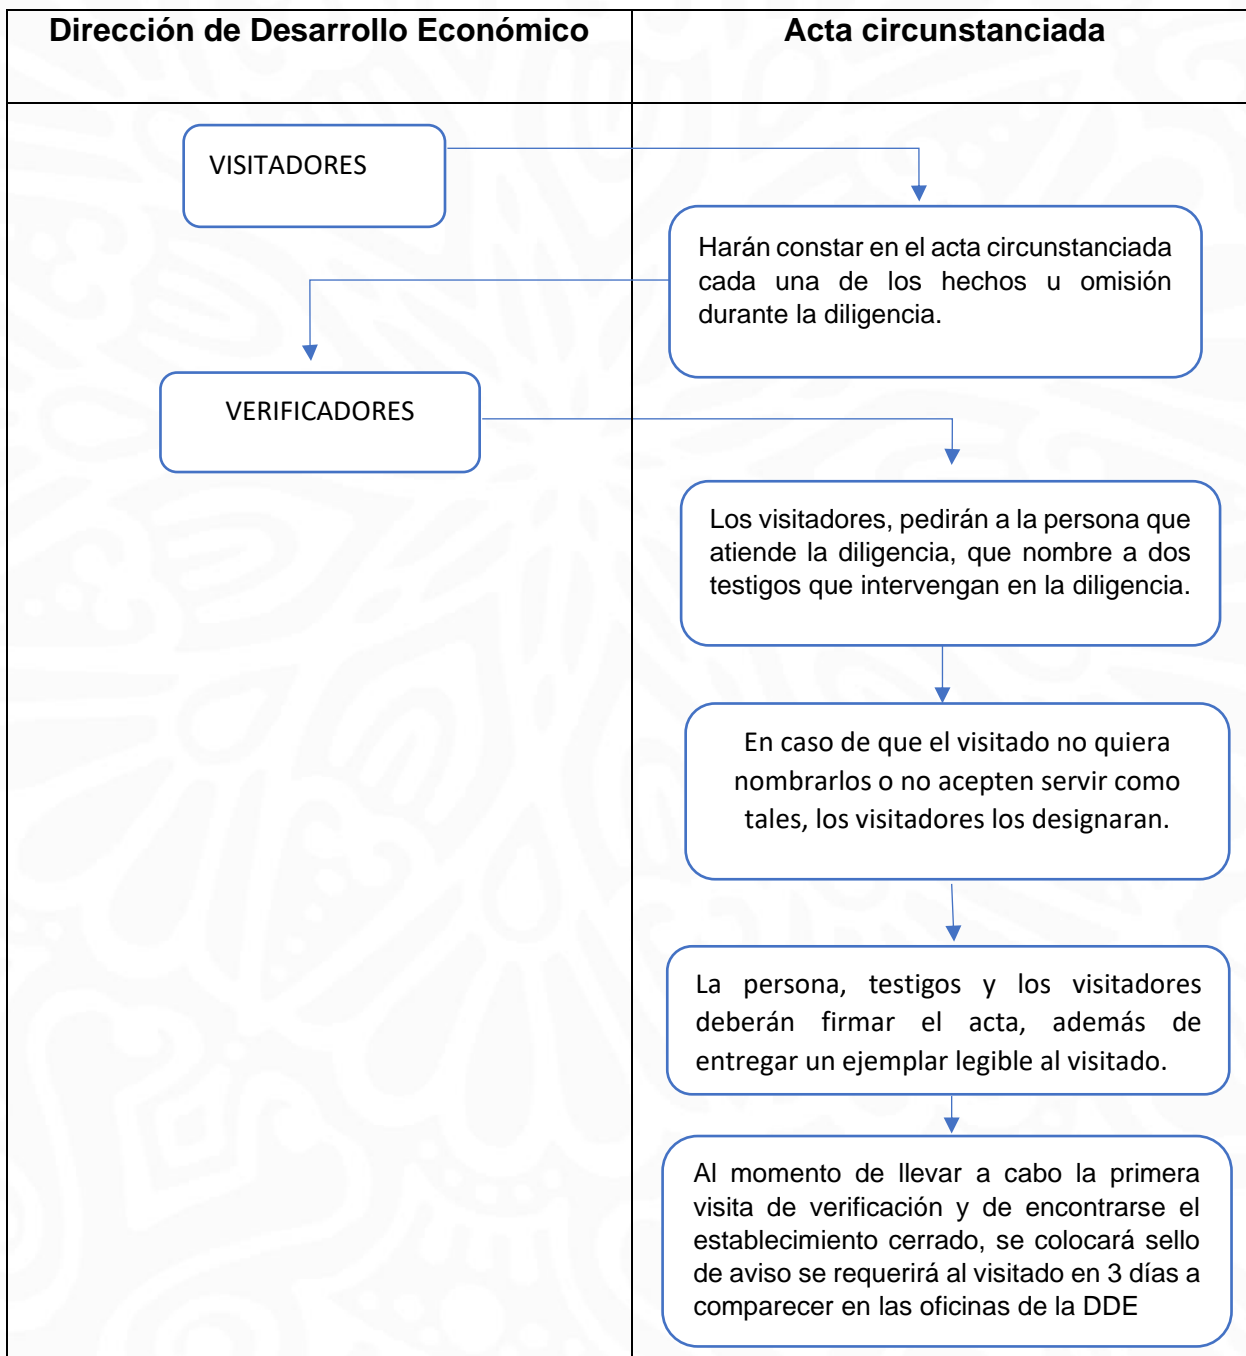 Dirección de Desarrollo Económico
Acta circunstanciada
VISITADORES
Harán constar en el acta circunstanciada
cada una de los hechos u omisión
durante la diligencia.
VERIFICADORES
Los visitadores, pedirán a la persona que
atiende la diligencia, que nombre a dos
testigos que intervengan en la diligencia.
En caso de que el visitado no quiera
nombrarlos o no acepten servir como
tales, los visitadores los designaran.
La persona, testigos y los visitadores
deberán firmar el acta, además de
entregar un ejemplar legible al visitado.
Al momento de llevar a cabo la primera
visita de verificación y de encontrarse el
establecimiento cerrado, se colocará sello
de aviso se requerirá al visitado en 3 días a
comparecer en las oficinas de la DDE